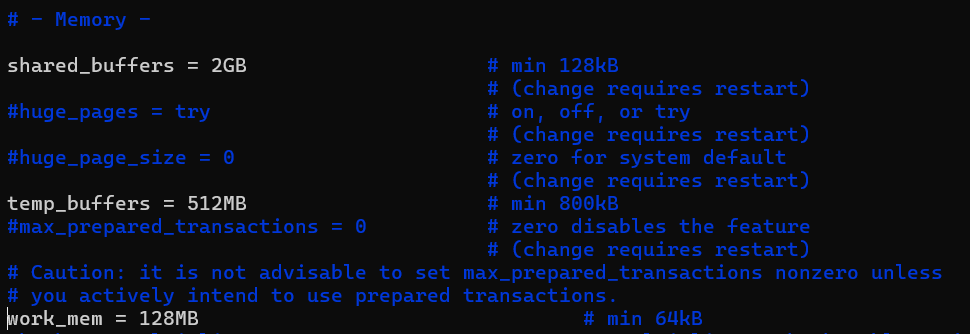 # - Memory -
shared_buffers = 2GB # min 128kB
# (change requires restart)
#huge_pages = try # on, off, or try
# (change requires restart)
#huge_page_size = 0 # zero for system default
# (change requires restart)
temp_buffers = 512MB # min 800kB
#max_prepared_transactions = 0 # zero disables the feature
# (change requires restart)
# Caution: it is not advisable to set max_prepared_transactions nonzero unless
# you actively intend to use prepared transactions.
work_mem = 128MB # min 64kB